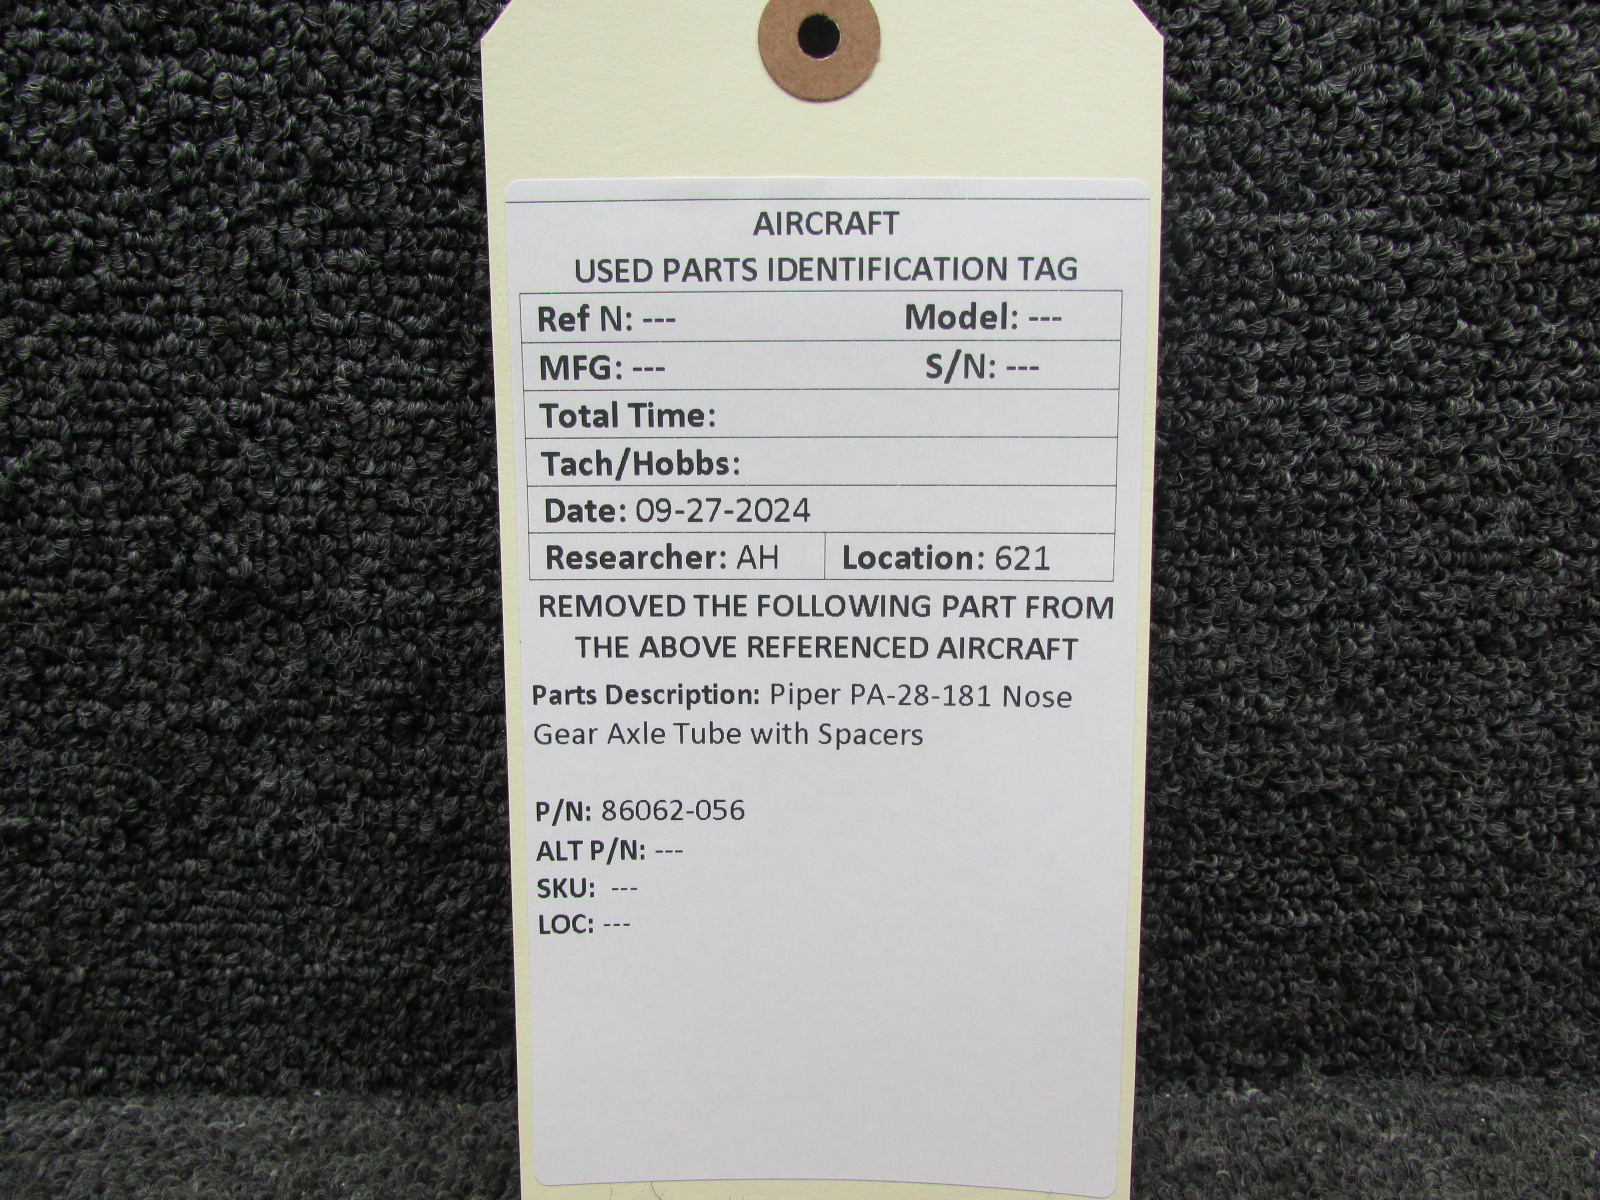 AIRCRAFT
USED PARTS IDENTIFICATION TAG
Ref N: --- Model: ---
MFG: --- S/N: ---
Total Time:
Tach/Hobbs:
Date: 09-27-2024
Researcher: AH Location: 621
REMOVED THE FOLLOWING PART FROM
THE ABOVE REFERENCED AIRCRAFT
Parts Description: Piper PA-28-181 Nose
Gear Axle Tube with Spacers
P/N: 86062-056
ALT P/N: ---
SKU: ---
LOC: ---